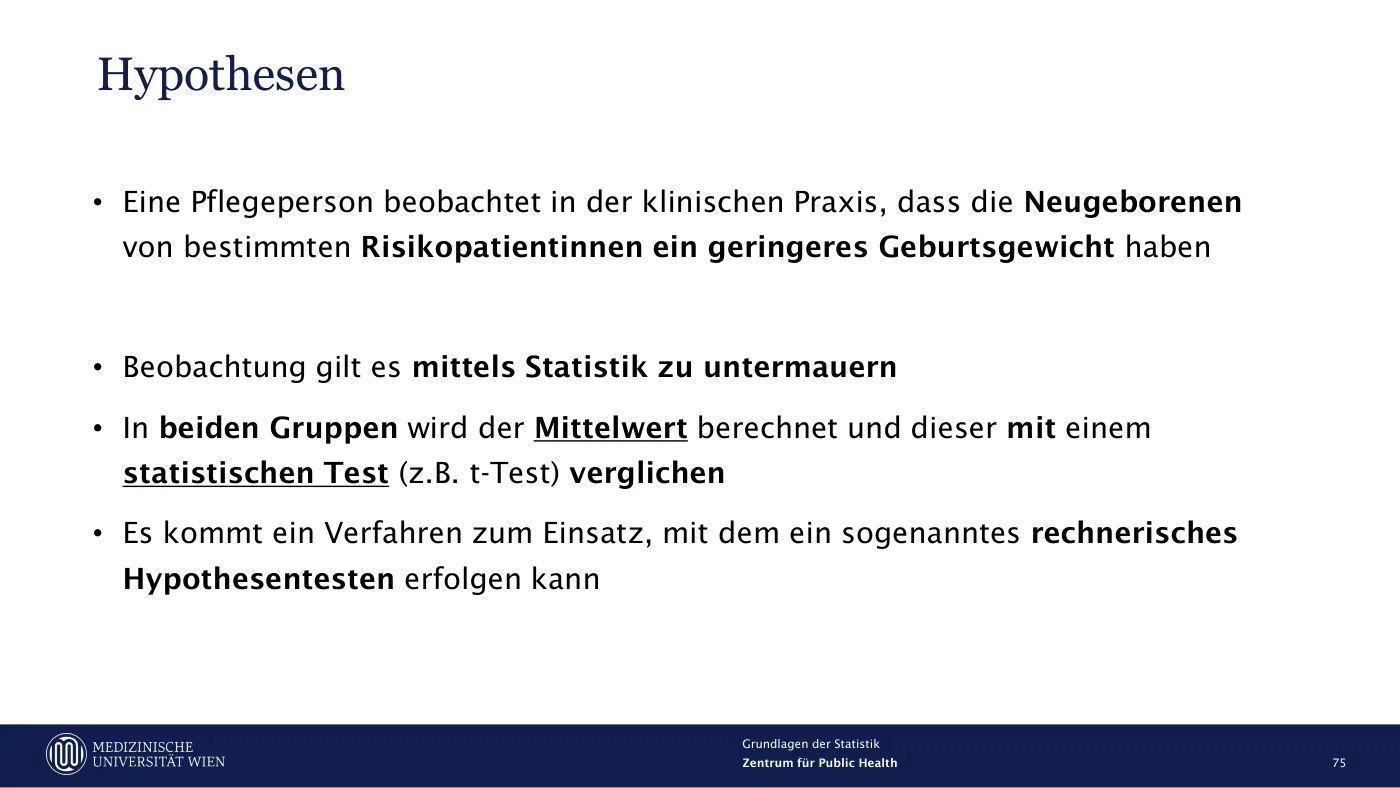 Hypothesen
• Eine Pflegeperson beobachtet in der klinischen Praxis, dass die Neugeborenen
von bestimmten Risikopatientinnen ein geringeres Geburtsgewicht haben
• Beobachtung gilt es mittels Statistik zu untermauern
• In beiden Gruppen wird der Mittelwert berechnet und dieser mit einem
statistischen Test (z.B. t-Test) verglichen
• Es kommt ein Verfahren zum Einsatz, mit dem ein sogenanntes rechnerisches
Hypothesentesten erfolgen kann
MEDIZINISCHE
UNIVERSITÄT WIEN
Grundlagen der Statistik
Zentrum für Public Health
75